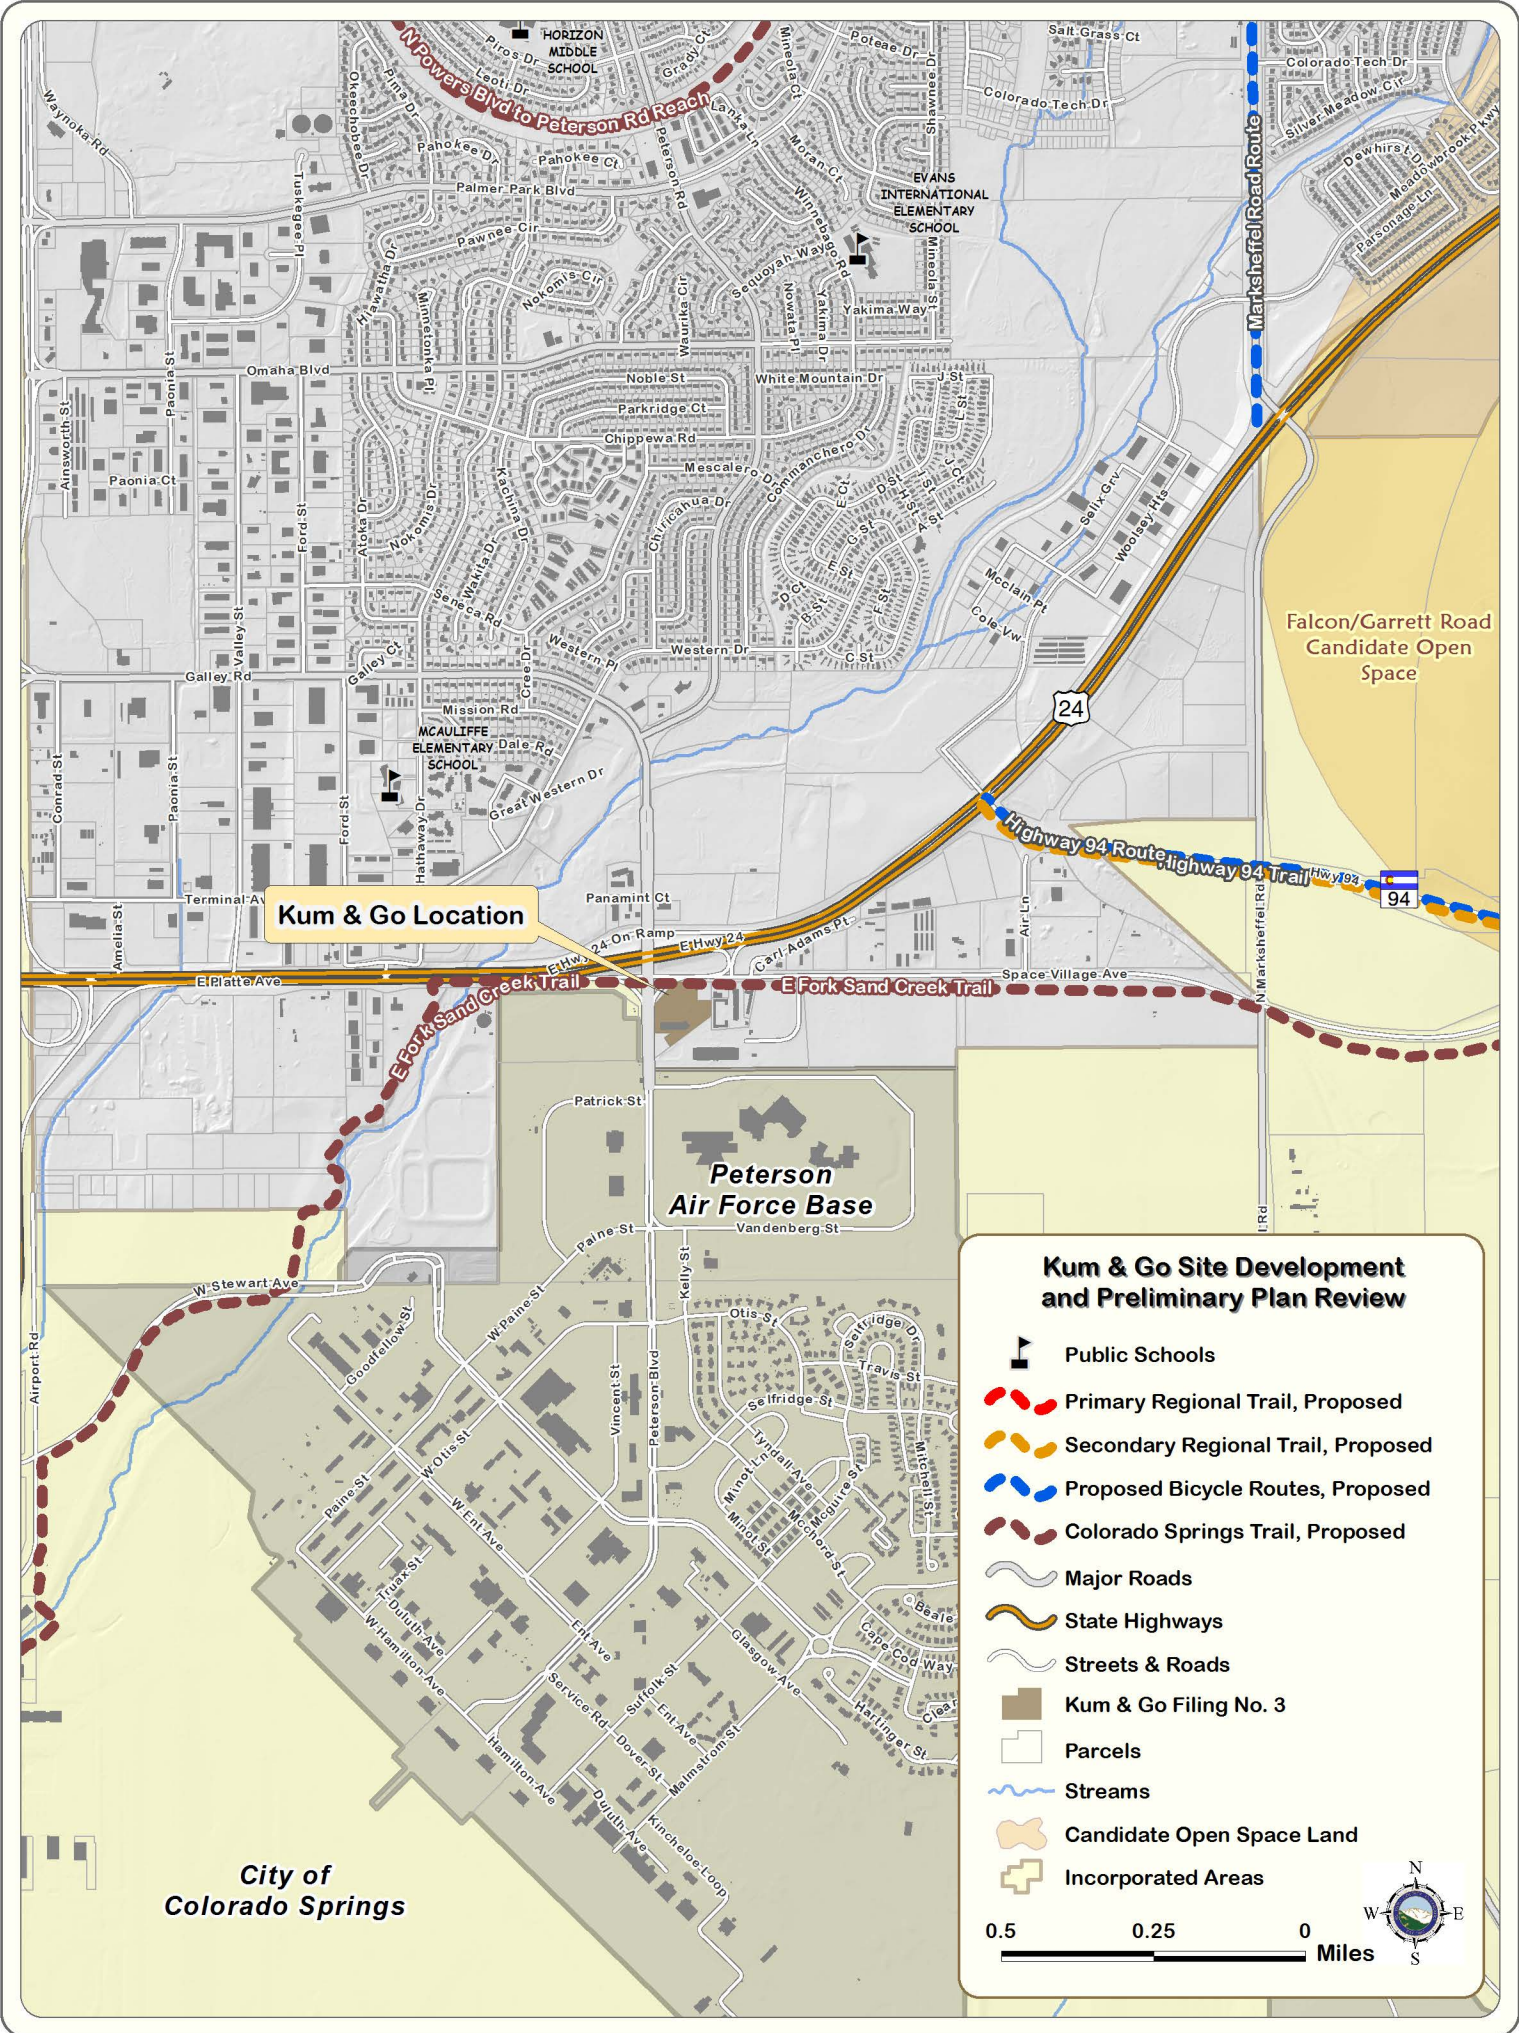 HORIZON
MIDDLE
SCHOOL
Piros Dr
Leoti Dr
Grady Ct
Mineola Ct
Poteae Dr
Shawnee Dr
Salt Grass Ct
Colorado Tech Dr
Silver Meadow Cir
Colorado Tech Dr
Waynoka Rd
Okeechobee Dr
Pima Dr
N Powers Blvd to Peterson Rd Reach
Lanka Ln
Moran Ct
Peterson Rd
Pahokee Dr
Pahokee Ct
Palmer Park Blvd
Tuskegee Pl
Dewhirst Dr
Meadowbrook Pkwy
Parsonage Ln
Marksheffel Road Route
EVANS
INTERNATIONAL
ELEMENTARY
SCHOOL
Winnebago Rd
Pawnee Cir
Hiawatha Dr
Nokomis Cir
Sequoyah Way
Mineola St
Minnetonka Pl
Waurika Cir
Nowata Pl
Yakima Dr
Yakima Way
Paonia St
Omaha Blvd
Noble St
White Mountain Dr
J St
L St
Ainsworth St
Parkridge Ct
Chippewa Rd
Commanchero Dr
Mescalero Dr
Paonia Ct
Kachina Dr
J Ct
D St
J St
H St
E Ct
A St
G St
Selix Grv
Woolsey Hts
Ford St
Atoka Dr
Nokomis Dr
Chiricahua Dr
Wakita Dr
E St
D Ct
B St
F St
Mcclain Pt
Cole Vw
Seneca Rd
Western Pl
Western Dr
C St
Falcon/Garrett Road
Candidate Open
Space
Valley St
Galley Ct
Galley Rd
Cree Dr
Mission Rd
24
MCAULIFFE
ELEMENTARY
SCHOOL
Dale Rd
Great Western Dr
Conrad St
Paonia St
Ford St
Hathaway Dr
Highway 94 Route
Highway 94 Trail
Hwy 94
94
Terminal Av
Kum & Go Location
Panamint Ct
Amelia St
E Hwy 24 On Ramp
E Hwy 24
Carl Adams Pt
Air Ln
N Marksheffel Rd
E Platte Ave
Space Village Ave
E Fork Sand Creek Trail
E Fork Sand Creek Trail
Patrick St
Peterson
Air Force Base
Paine St
Vandenberg St
Kelly St
l Rd
W Stewart Ave
Goodfellow St
W Paine St
Otis St
Selfridge Dr
Travis St
Airport Rd
Vincent St
Peterson Blvd
Selfridge St
Mitchell St
W Otis St
Paine St
Minot Ln
Tyndall Ave
Mcguire St
Minot St
Mcchord St
W Ent Ave
Truax St
Duluth Ave
W Hamilton Ave
Ent Ave
Glasgow Ave
Beale
Cape Cod Way
Clear
Service Rd
Suffolk St
Ent Ave
Hartinger St
Hamilton Ave
Dover St
Malmstrom St
Duluth Ave
Kincheloe Loop
City of
Colorado Springs
Kum & Go Site Development
and Preliminary Plan Review
Public Schools
Primary Regional Trail, Proposed
Secondary Regional Trail, Proposed
Proposed Bicycle Routes, Proposed
Colorado Springs Trail, Proposed
Major Roads
State Highways
Streets & Roads
Kum & Go Filing No. 3
Parcels
Streams
Candidate Open Space Land
Incorporated Areas
0.5
0.25
0
Miles
N
W
E
S